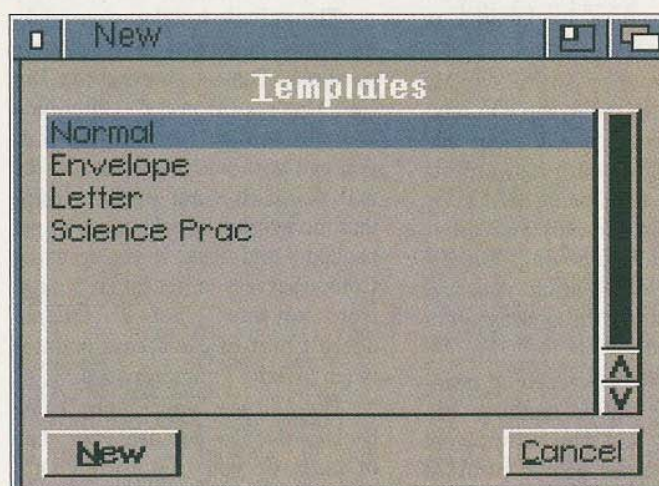 New
Templates
Normal
Envelope
Letter
Science Prac
New
Cancel